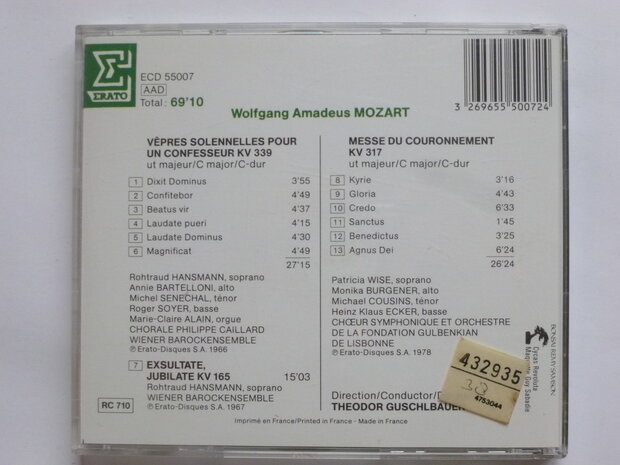 ERATO
ECD 55007
AAD
Total: 69'10
Wolfgang Amadeus MOZART
3 269655 500724
VÊPRES SOLENNELLES POUR
UN CONFESSEUR KV 339
ut majeur/C major/C-dur
1 Dixit Dominus 3'55
2 Confitebor 4'49
3 Beatus vir 4'37
4 Laudate pueri 4'15
5 Laudate Dominus 4'30
6 Magnificat 4'49
27'15
Rohtraud HANSMANN, soprano
Annie BARTELLONI, alto
Michel SENECHAL, ténor
Roger SOYER, basse
Marie-Claire ALAIN, orgue
CHORALE PHILIPPE CAILLARD
WIENER BAROCKENSEMBLE
℗ Erato-Disques S.A. 1966
7 EXSULTATE,
JUBILATE KV 165 15'03
Rohtraud HANSMANN, soprano
WIENER BAROCKENSEMBLE
℗ Erato-Disques S.A. 1967
RC 710
MESSE DU COURONNEMENT
KV 317
ut majeur/C major/C-dur
8 Kyrie 3'16
9 Gloria 4'43
10 Credo 6'33
11 Sanctus 1'45
12 Benedictus 3'25
13 Agnus Dei 6'24
26'24
Patricia WISE, soprano
Monika BURGENER, alto
Michael COUSINS, ténor
Heinz Klaus ECKER, basse
CHŒUR SYMPHONIQUE ET ORCHESTRE
DE LA FONDATION GULBENKIAN
DE LISBONNE
℗ Erato-Disques S.A. 1978
Direction/Conductor/D
THEODOR GUSCHLBAUER
432935
4753044
Cycas Revoluta
Maquette Guy Sabadie
BONSAI REMY SAMSON
Imprimé en France/Printed in France - Made in France